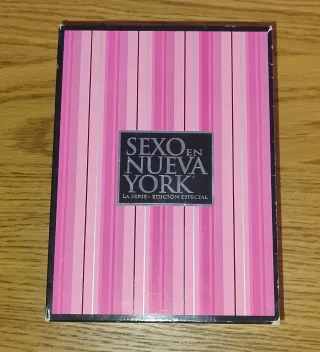 SEXO EN
NUEVA
YORK
LA SERIE - EDICIÓN ESPECIAL